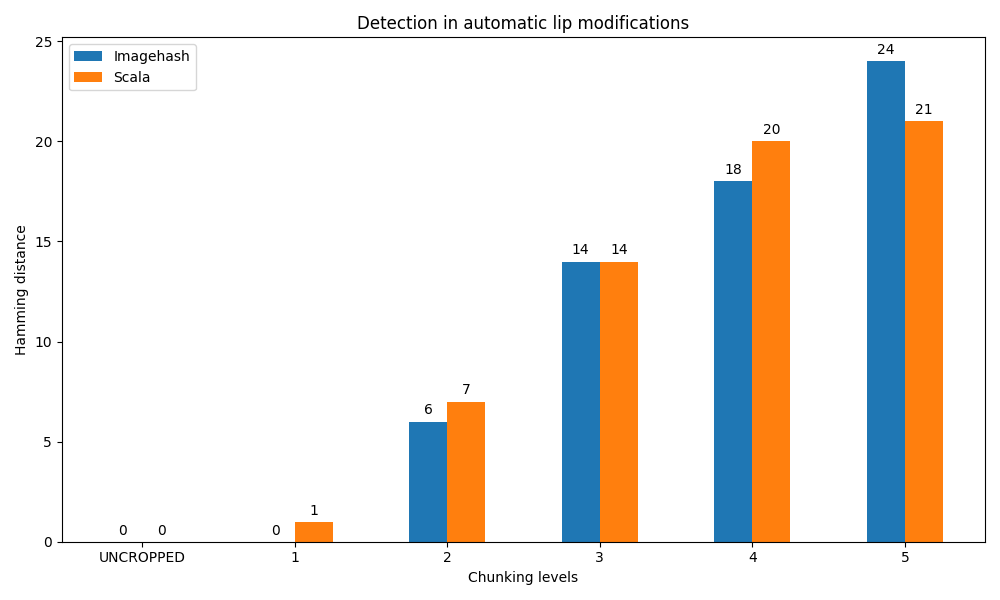 Detection in automatic lip modifications
Imagehash
Scala
Hamming distance
25
20
15
10
5
0
0 0
0 1
6 7
14 14
18 20
24 21
UNCROPPED 1 2 3 4 5
Chunking levels